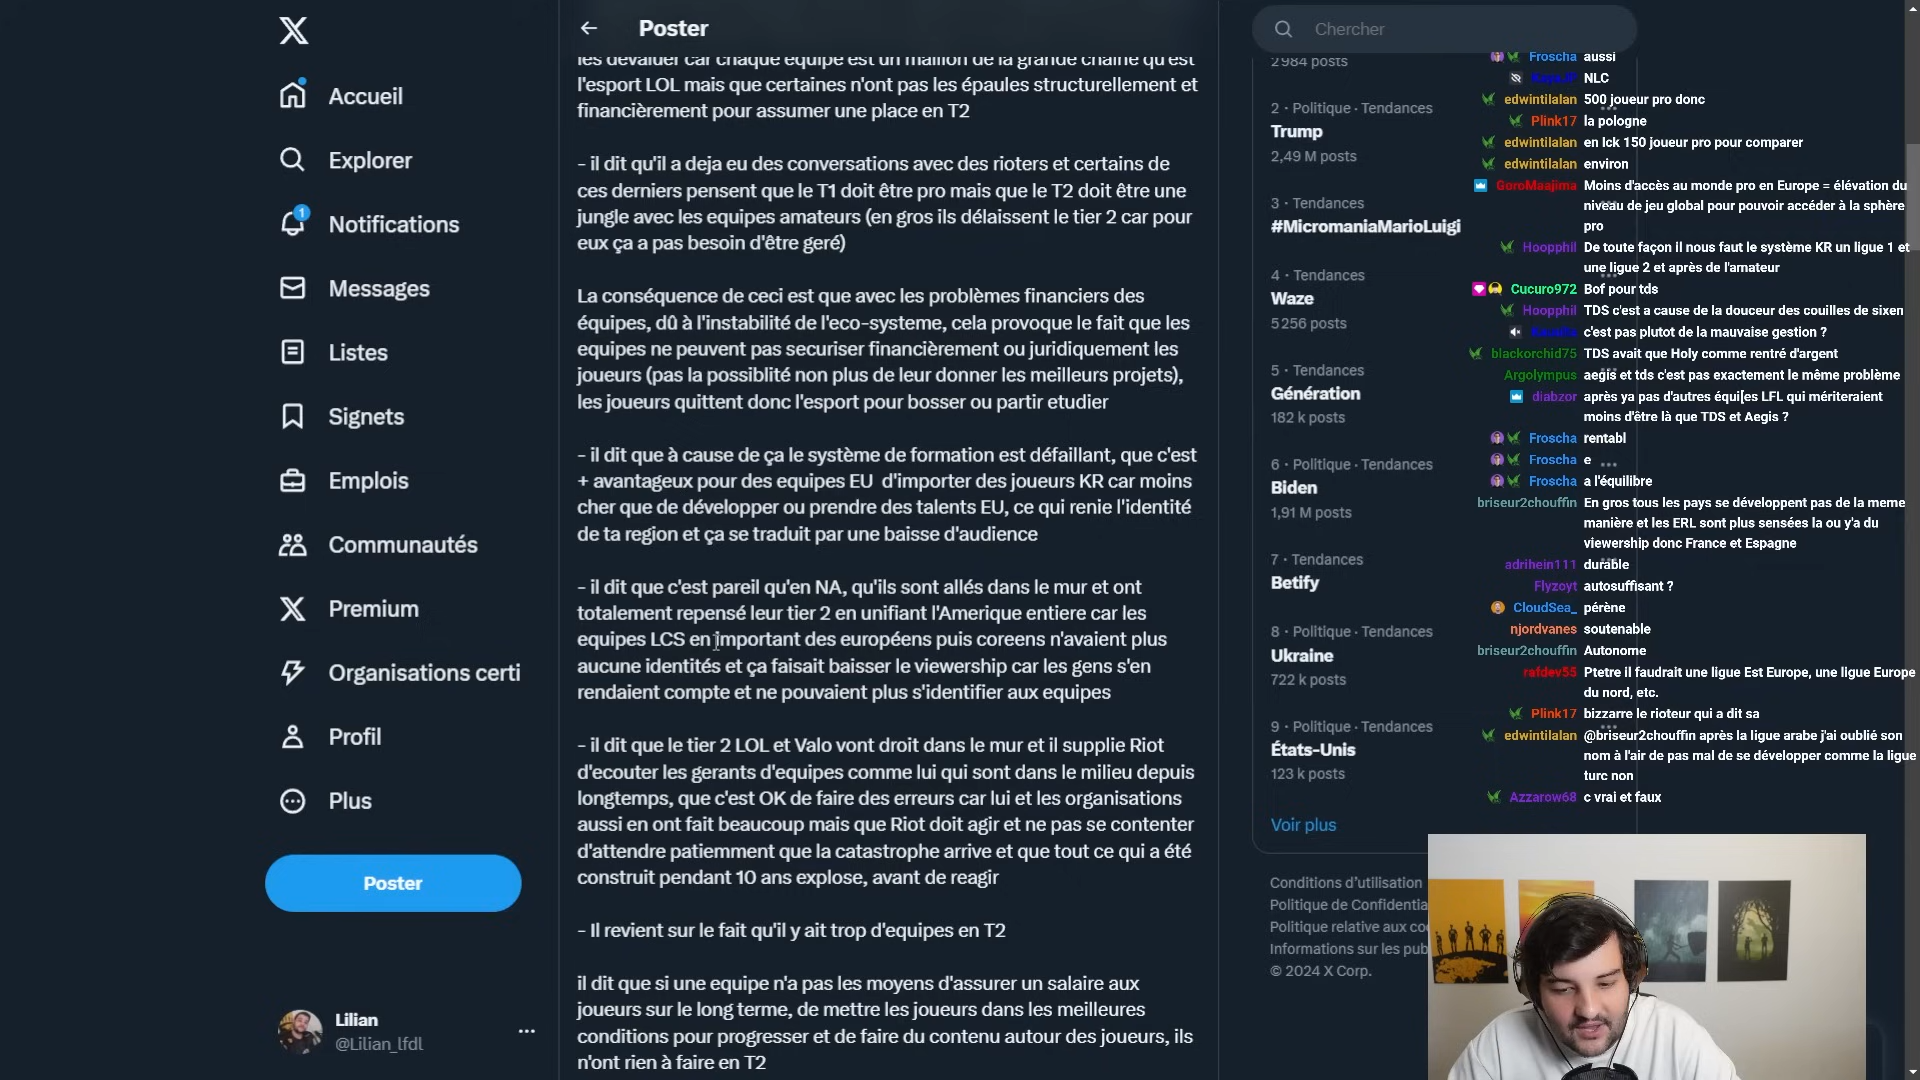 Accueil
Explorer
1
Notifications
Messages
Listes
Signets
Emplois
Communautés
Premium
Organisations certi
Profil
Plus
Poster
Lilian
@Lilian_lfdl
Poster
les dévaluer car chaque equipe est un maillon de la grande chaine qu'est
l'esport LOL mais que certaines n'ont pas les épaules structurellement et
financièrement pour assumer une place en T2
- il dit qu'il a deja eu des conversations avec des rioters et certains de
ces derniers pensent que le T1 doit être pro mais que le T2 doit être une
jungle avec les equipes amateurs (en gros ils délaissent le tier 2 car pour
eux ça a pas besoin d'être geré)
La conséquence de ceci est que avec les problèmes financiers des
équipes, dû à l'instabilité de l'eco-systeme, cela provoque le fait que les
equipes ne peuvent pas securiser financièrement ou juridiquement les
joueurs (pas la possiblité non plus de leur donner les meilleurs projets),
les joueurs quittent donc l'esport pour bosser ou partir etudier
- il dit que à cause de ça le système de formation est défaillant, que c'est
+ avantageux pour des equipes EU d'importer des joueurs KR car moins
cher que de développer ou prendre des talents EU, ce qui renie l'identité
de ta region et ça se traduit par une baisse d'audience
- il dit que c'est pareil qu'en NA, qu'ils sont allés dans le mur et ont
totalement repensé leur tier 2 en unifiant l'Amerique entiere car les
equipes LCS en important des européens puis coreens n'avaient plus
aucune identités et ça faisait baisser le viewership car les gens s'en
rendaient compte et ne pouvaient plus s'identifier aux equipes
- il dit que le tier 2 LOL et Valo vont droit dans le mur et il supplie Riot
d'ecouter les gerants d'equipes comme lui qui sont dans le milieu depuis
longtemps, que c'est OK de faire des erreurs car lui et les organisations
aussi en ont fait beaucoup mais que Riot doit agir et ne pas se contenter
d'attendre patiemment que la catastrophe arrive et que tout ce qui a été
construit pendant 10 ans explose, avant de reagir
- Il revient sur le fait qu'il y ait trop d'equipes en T2
il dit que si une equipe n'a pas les moyens d'assurer un salaire aux
joueurs sur le long terme, de mettre les joueurs dans les meilleures
conditions pour progresser et de faire du contenu autour des joueurs, ils
n'ont rien à faire en T2
Chercher
2 984 posts
2 · Politique · Tendances
Trump
2,49 M posts
3 · Tendances
#MicromaniaMarioLuigi
4 · Tendances
Waze
5 256 posts
5 · Tendances
Génération
182 k posts
6 · Politique · Tendances
Biden
1,91 M posts
7 · Tendances
Betify
8 · Politique · Tendances
Ukraine
722 k posts
9 · Politique · Tendances
États-Unis
123 k posts
Voir plus
Conditions d'utilisation
Politique de Confidentia
Politique relative aux co
Informations sur les pub
© 2024 X Corp.
Froscha aussi
NLC
edwintilalan 500 joueur pro donc
Plink17 la pologne
edwintilalan en lck 150 joueur pro pour comparer
edwintilalan environ
GoroMaajima Moins d'accès au monde pro en Europe = élévation du
niveau de jeu global pour pouvoir accéder à la sphère
pro
Hoopphil De toute façon il nous faut le système KR un ligue 1 et
une ligue 2 et après de l'amateur
Cucuro972 Bof pour tds
Hoopphil TDS c'est a cause de la douceur des couilles de sixen
c'est pas plutot de la mauvaise gestion ?
blackorchid75 TDS avait que Holy comme rentré d'argent
Argolympus aegis et tds c'est pas exactement le même problème
diabzor après ya pas d'autres équi[es LFL qui mériteraient
moins d'être là que TDS et Aegis ?
Froscha rentabl
Froscha e
Froscha a l'équilibre
briseur2chouffin En gros tous les pays se développent pas de la meme
manière et les ERL sont plus sensées la ou y'a du
viewership donc France et Espagne
adrihein111 durable
Flyzoyt autosuffisant ?
CloudSea_ pérène
njordvanes soutenable
briseur2chouffin Autonome
rafdev55 Ptetre il faudrait une ligue Est Europe, une ligue Europe
du nord, etc.
Plink17 bizzarre le rioteur qui a dit sa
edwintilalan @briseur2chouffin après la ligue arabe j'ai oublié son
nom à l'air de pas mal de se développer comme la ligue
turc non
Azzarow68 c vrai et faux